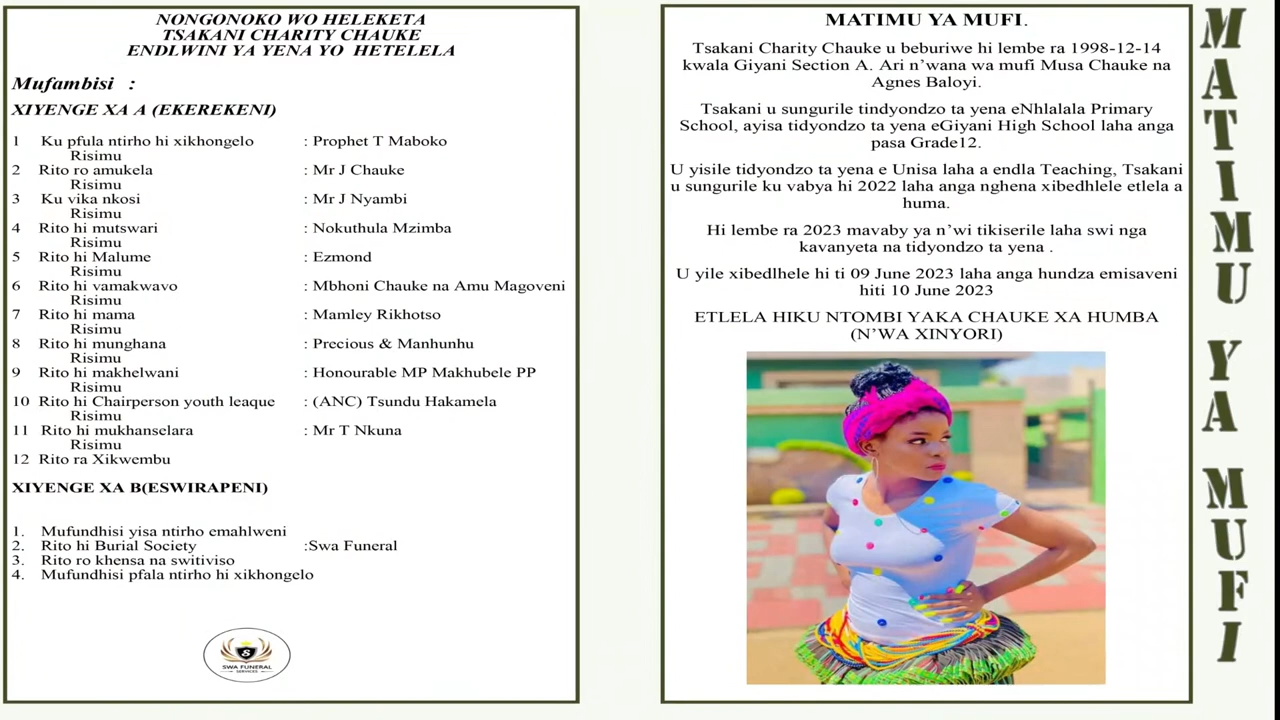 NONGONOKO WO HELEKETA
TSAKANI CHARITY CHAUKE
ENDLWINI YA YENA YO HETELELA
Mufambisi :
XIYENGE XA A (EKEREKENI)
1 Ku pfula ntirho hi xikhongelo : Prophet T Maboko
Risimu
2 Rito ro amukela : Mr J Chauke
Risimu
3 Ku vika nkosi : Mr J Nyambi
Risimu
4 Rito hi mutswari : Nokuthula Mzimba
Risimu
5 Rito hi Malume : Ezmond
Risimu
6 Rito hi vamakwavo : Mbhoni Chauke na Amu Magoveni
Risimu
7 Rito hi mama : Mamley Rikhotso
Risimu
8 Rito hi munghana : Precious & Manhunhu
Risimu
9 Rito hi makhelwani : Honourable MP Makhubele PP
Risimu
10 Rito hi Chairperson youth leaque : (ANC) Tsundu Hakamela
Risimu
11 Rito hi mukhanselara : Mr T Nkuna
Risimu
12 Rito ra Xikwembu
XIYENGE XA B(ESWIRAPENI)
1. Mufundhisi yisa ntirho emahlweni
2. Rito hi Burial Society :Swa Funeral
3. Rito ro khensa na switiviso
4. Mufundhisi pfala ntirho hi xikhongelo
S
SWA FUNERAL
SERVICES
MATIMU YA MUFI.
Tsakani Charity Chauke u beburiwe hi lembe ra 1998-12-14
kwala Giyani Section A. Ari n'wana wa mufi Musa Chauke na
Agnes Baloyi.
Tsakani u sungurile tindyondzo ta yena eNhlalala Primary
School, ayisa tidyondzo ta yena eGiyani High School laha anga
pasa Grade12.
U yisile tidyondzo ta yena e Unisa laha a endla Teaching, Tsakani
u sungurile ku vabya hi 2022 laha anga nghena xibedhlele etlela a
huma.
Hi lembe ra 2023 mavaby ya n'wi tikiserile laha swi nga
kavanyeta na tidyondzo ta yena .
U yile xibedlhele hi ti 09 June 2023 laha anga hundza emisaveni
hiti 10 June 2023
ETLELA HIKU NTOMBI YAKA CHAUKE XA HUMBA
(N'WA XINYORI)
MATIMU YA MUFI